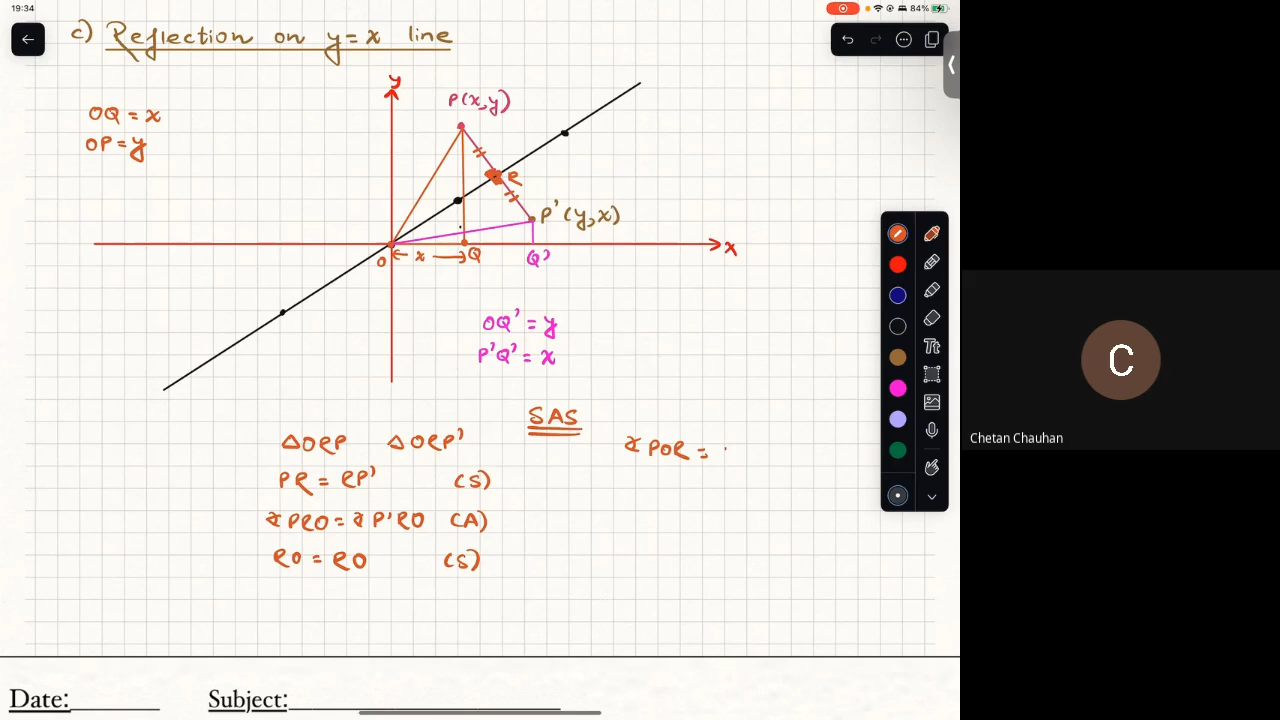 19:34
84%
c) Reflection on y=x line
y
P(x,y)
OQ = x
OP = y
R
P'(y,x)
x
O
x
Q
Q'
OQ' = y
P'Q' = x
SAS
△ORP △ORP'
∡POR =
PR = RP' (S)
∡PRO = ∡P'RO (A)
RO = RO (S)
Tt
C
Chetan Chauhan
Date:
Subject: